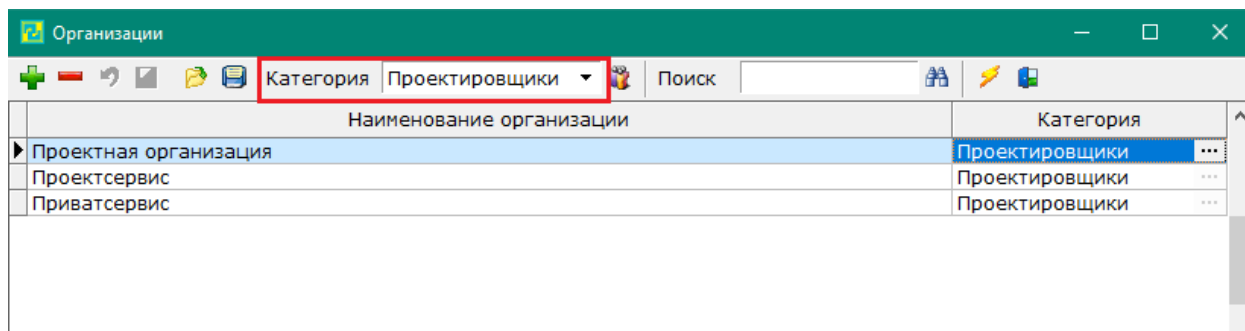 Организации
Категория Проектировщики Поиск
Наименование организации Категория
Проектная организация Проектировщики ...
Проектсервис Проектировщики ...
Приватсервис Проектировщики ...